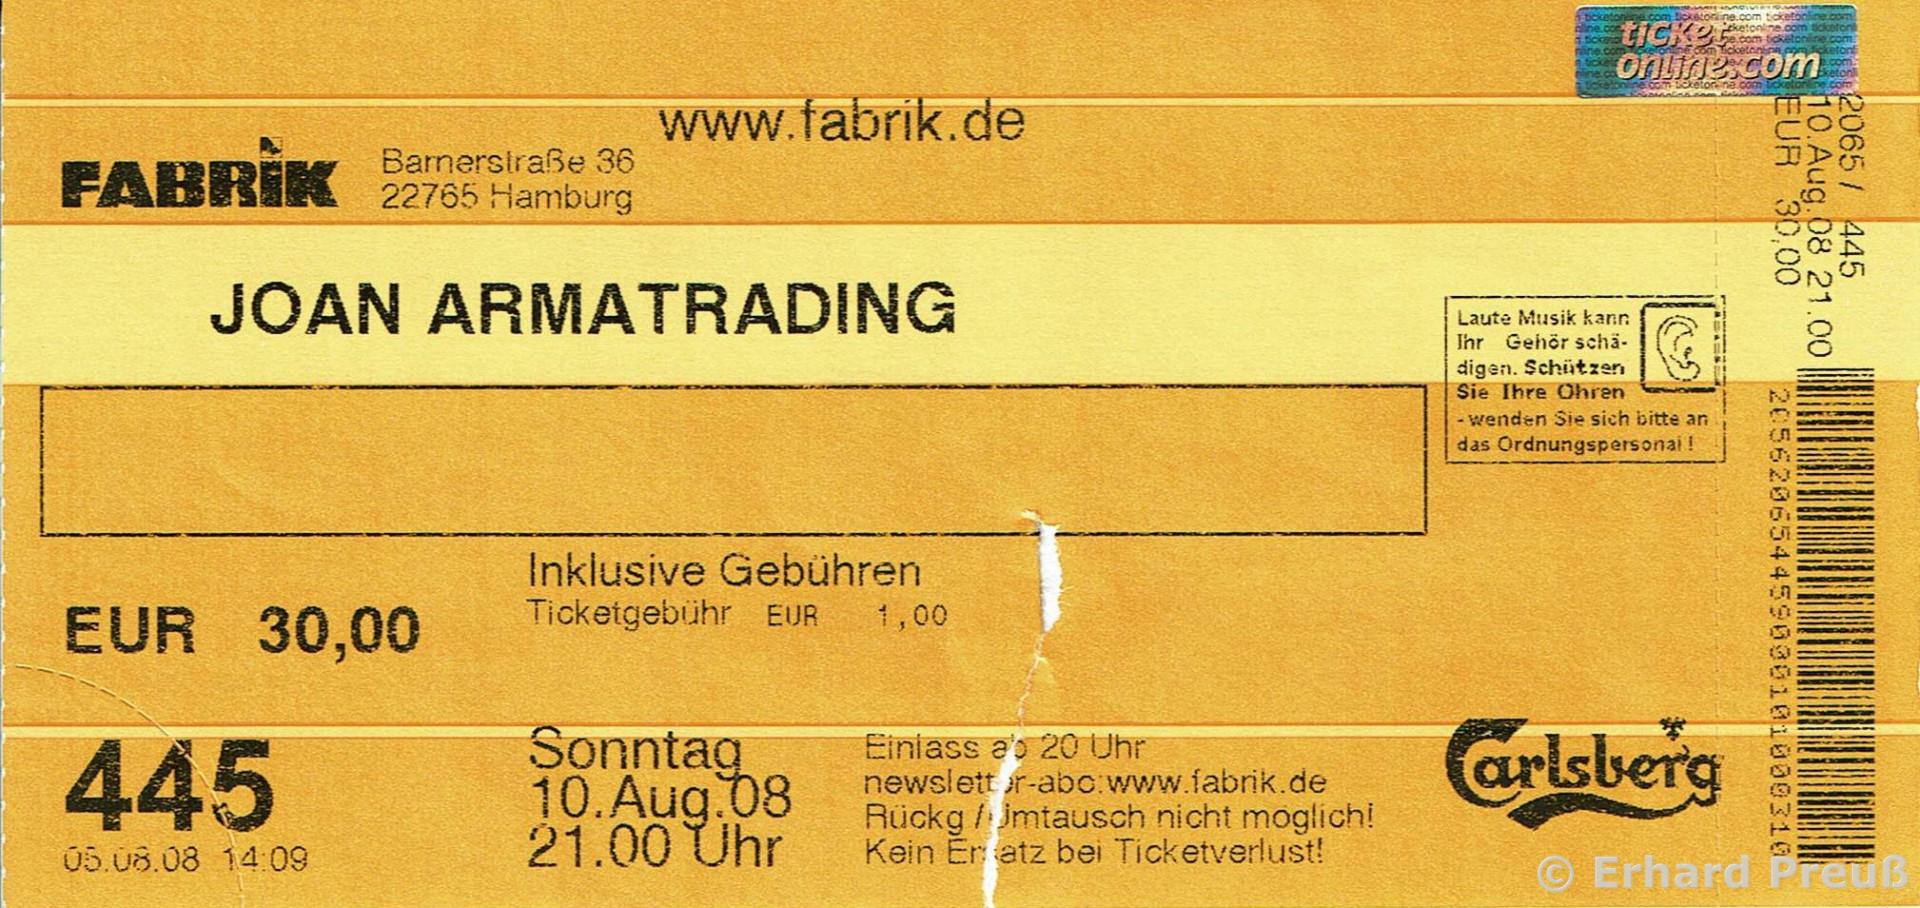 ticket
online.com
www.fabrik.de
FABRIK
Barnerstraße 36
22765 Hamburg
JOAN ARMATRADING
Laute Musik kann
Ihr Gehör schä-
digen. Schützen
Sie Ihre Ohren
- wenden Sie sich bitte an
das Ordnungspersonal !
Inklusive Gebühren
Ticketgebühr EUR 1,00
EUR 30,00
445
05.08.08 14:09
Sonntag
10.Aug.08
21.00 Uhr
Einlass ab 20 Uhr
newsletter-abo:www.fabrik.de
Rückg / Umtausch nicht moglich!
Kein Ersatz bei Ticketverlust!
Carlsberg
2065 / 445
10.Aug.08 21.00
EUR 30,00
© Erhard Preuß